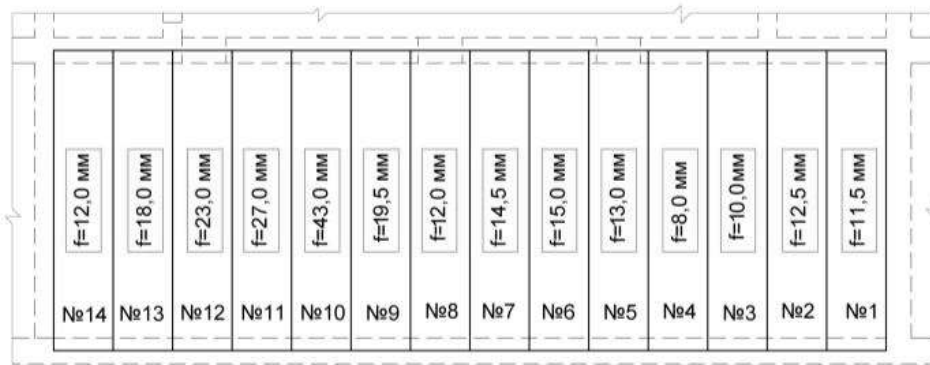 f=12,0 мм
f=18,0 мм
f=23,0 мм
f=27,0 мм
f=43,0 мм
f=19,5 мм
f=12,0 мм
f=14,5 мм
f=15,0 мм
f=13,0 мм
f=8,0 мм
f=10,0мм
f=12,5 мм
f=11,5 мм
№14 №13 №12 №11 №10 №9 №8 №7 №6 №5 №4 №3 №2 №1